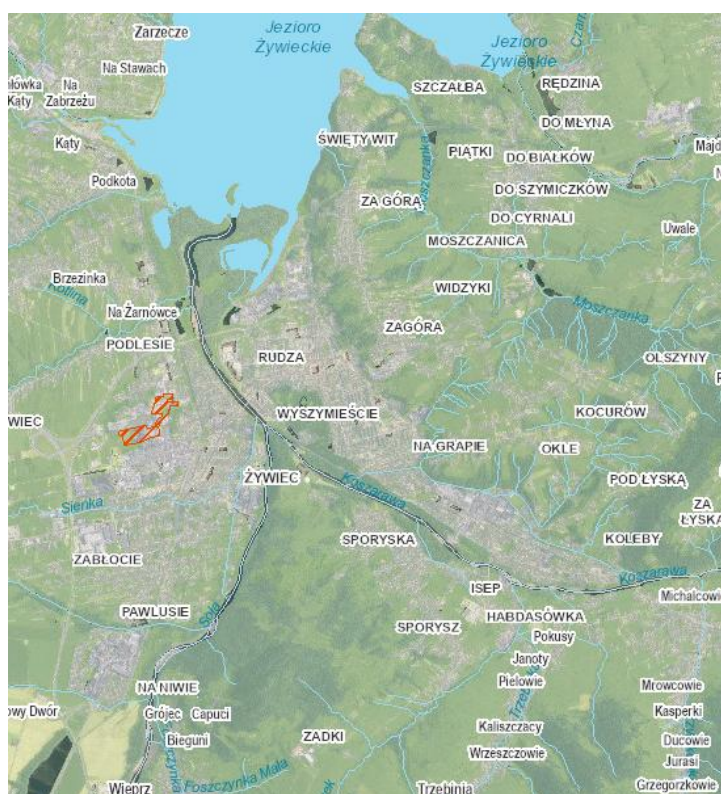 Zarzecze
Jezioro
Żywieckie
Jezioro
Żywieckie
Na Stawach
Na
Zabrzeżu
Kąty
Kąty
SZCZAŁBA
RĘDZINA
DO MŁYNA
ŚWIĘTY WIT
PIĄTKI
DO BIAŁKÓW
Podkota
DO SZYMICZKÓW
ZA GÓRĄ
DO CYRNALI
Uwale
MOSZCZANICA
Brzezinka
WIDZYKI
Moszczanka
Na Żarnówce
ZAGÓRA
PODLESIE
RUDZA
OLSZYNY
WYSZYMIEŚCIE
KOCURÓW
WIEC
NA GRAPIE
OKLE
ŻYWIEC
Koszarawa
POD ŁYSKĄ
Sienka
ZA
ŁYSKĄ
SPORYSKA
KOLEBY
ZABŁOCIE
Koszarawa
ISEP
Michalcowie
PAWLUSIE
Soła
HABDASÓWKA
SPORYSZ
Pokusy
Janoty
NA NIWIE
Pielowie
Mrowcowie
owy Dwór
Grójec
Capuci
Kasperki
Kaliszczacy
Bieguni
ZADKI
Wrzeszczowie
Ducowie
Jurasi
Wieprz
Foszczynka Mała
Trzebinia
Grzegorzkowie